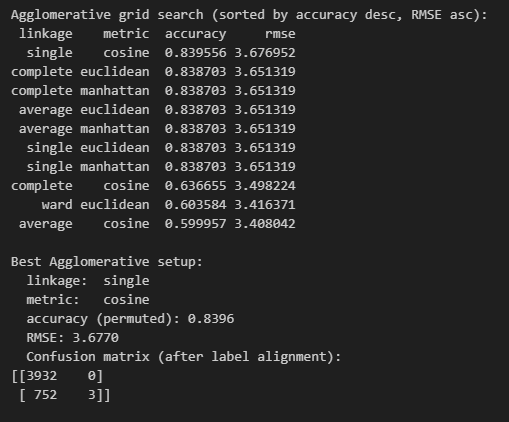 Agglomerative grid search (sorted by accuracy desc, RMSE asc):
linkage metric accuracy rmse
single cosine 0.839556 3.676952
complete euclidean 0.838703 3.651319
complete manhattan 0.838703 3.651319
average euclidean 0.838703 3.651319
average manhattan 0.838703 3.651319
single euclidean 0.838703 3.651319
single manhattan 0.838703 3.651319
complete cosine 0.636655 3.498224
ward euclidean 0.603584 3.416371
average cosine 0.599957 3.408042
Best Agglomerative setup:
linkage: single
metric: cosine
accuracy (permuted): 0.8396
RMSE: 3.6770
Confusion matrix (after label alignment):
[[3932 0]
[ 752 3]]